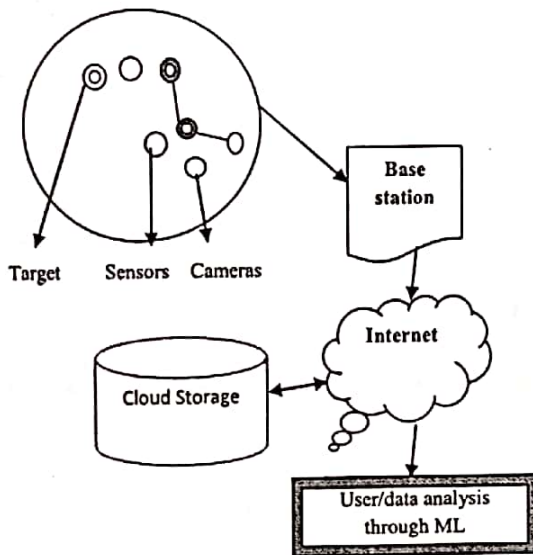 Base
station
Target
Sensors
Cameras
Internet
Cloud Storage
User/data analysis
through ML